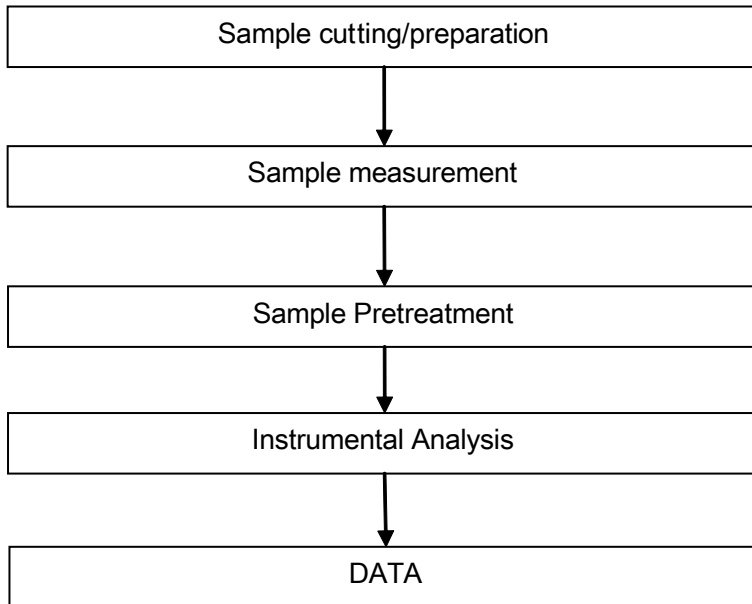 Sample cutting/preparation
Sample measurement
Sample Pretreatment
Instrumental Analysis
DATA